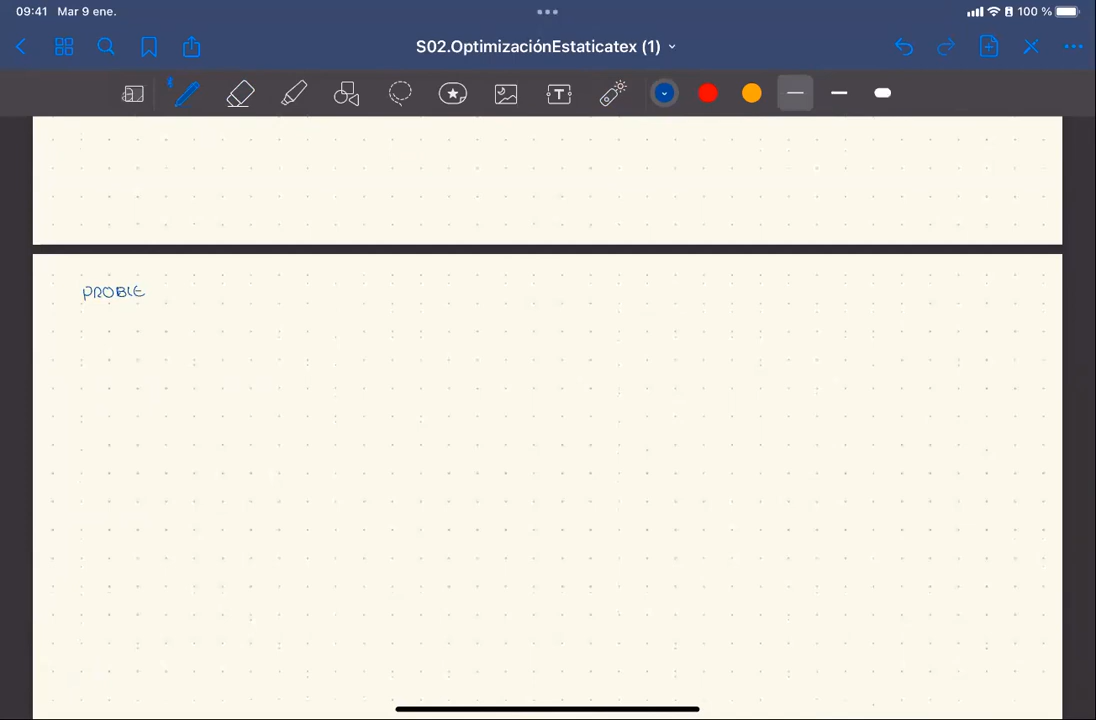 09:41 Mar 9 ene.
100 %
S02.OptimizaciónEstaticatex (1)
T
PROBLE